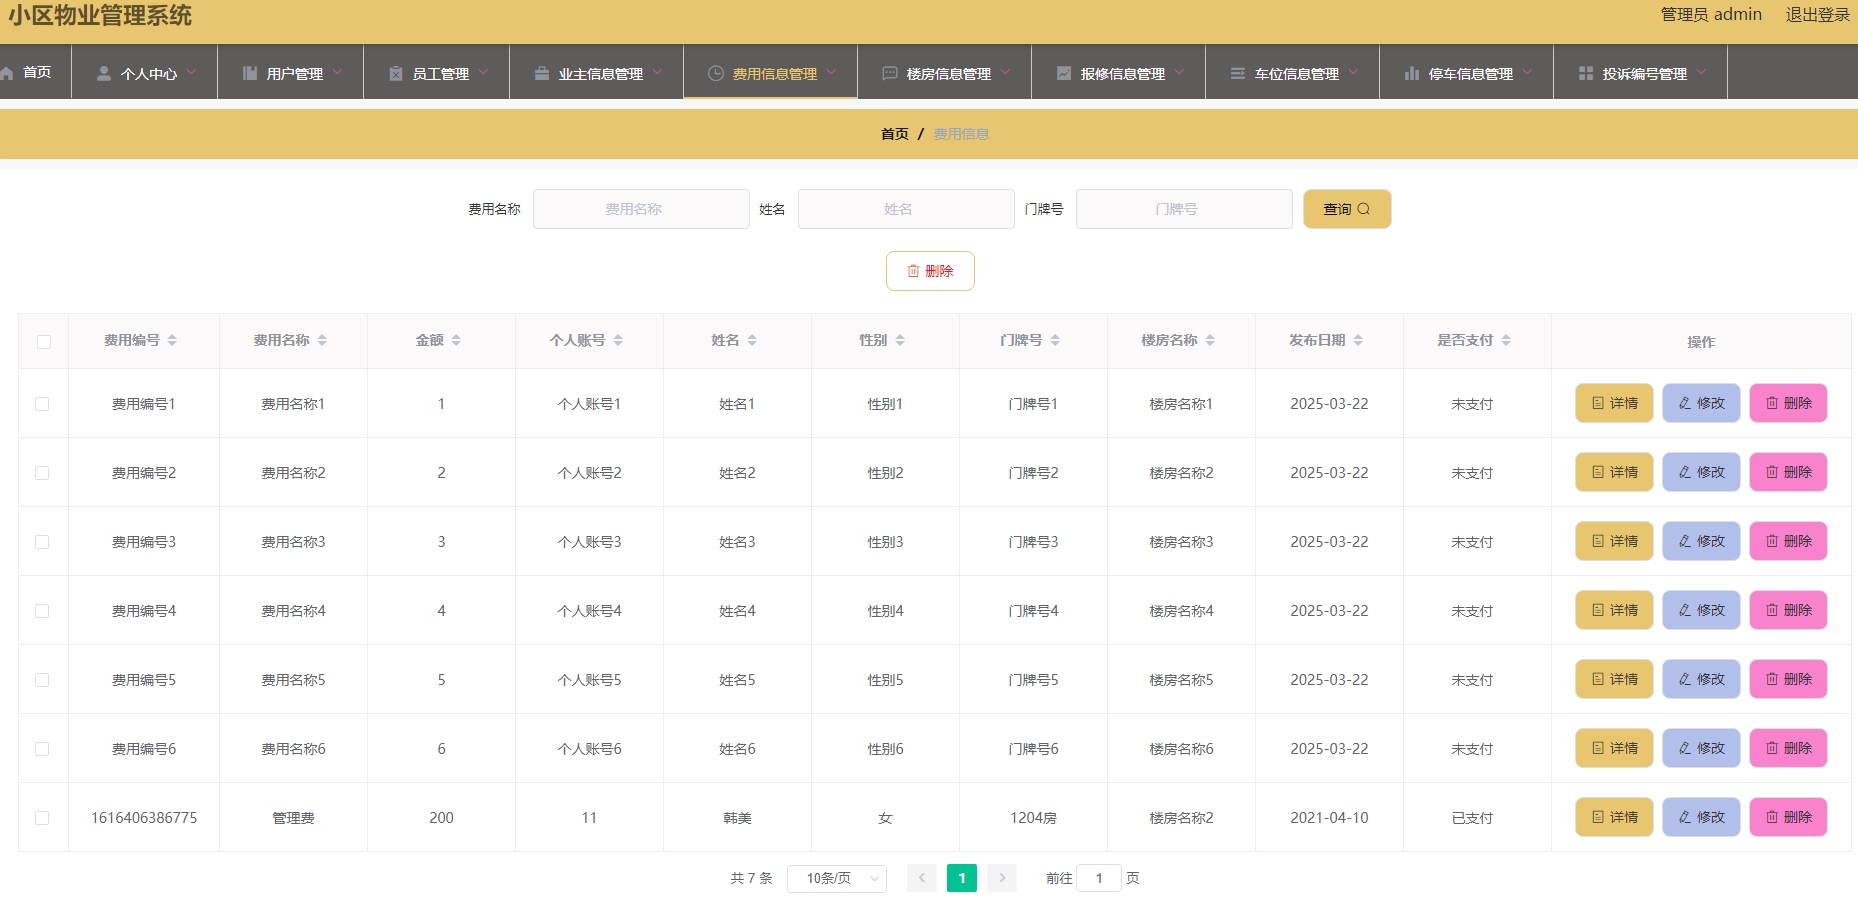 小区物业管理系统 管理员 admin 退出登录
首页 个人中心 用户管理 员工管理 业主信息管理 费用信息管理 楼房信息管理 报修信息管理 车位信息管理 停车信息管理 投诉编号管理
首页 / 费用信息
费用名称 费用名称 姓名 姓名 门牌号 门牌号 查询
删除
费用编号 费用名称 金额 个人账号 姓名 性别 门牌号 楼房名称 发布日期 是否支付 操作
费用编号1 费用名称1 1 个人账号1 姓名1 性别1 门牌号1 楼房名称1 2025-03-22 未支付 详情 修改 删除
费用编号2 费用名称2 2 个人账号2 姓名2 性别2 门牌号2 楼房名称2 2025-03-22 未支付 详情 修改 删除
费用编号3 费用名称3 3 个人账号3 姓名3 性别3 门牌号3 楼房名称3 2025-03-22 未支付 详情 修改 删除
费用编号4 费用名称4 4 个人账号4 姓名4 性别4 门牌号4 楼房名称4 2025-03-22 未支付 详情 修改 删除
费用编号5 费用名称5 5 个人账号5 姓名5 性别5 门牌号5 楼房名称5 2025-03-22 未支付 详情 修改 删除
费用编号6 费用名称6 6 个人账号6 姓名6 性别6 门牌号6 楼房名称6 2025-03-22 未支付 详情 修改 删除
1616406386775 管理费 200 11 韩美 女 1204房 楼房名称2 2021-04-10 已支付 详情 修改 删除
共 7 条 10条/页 1 前往 1 页